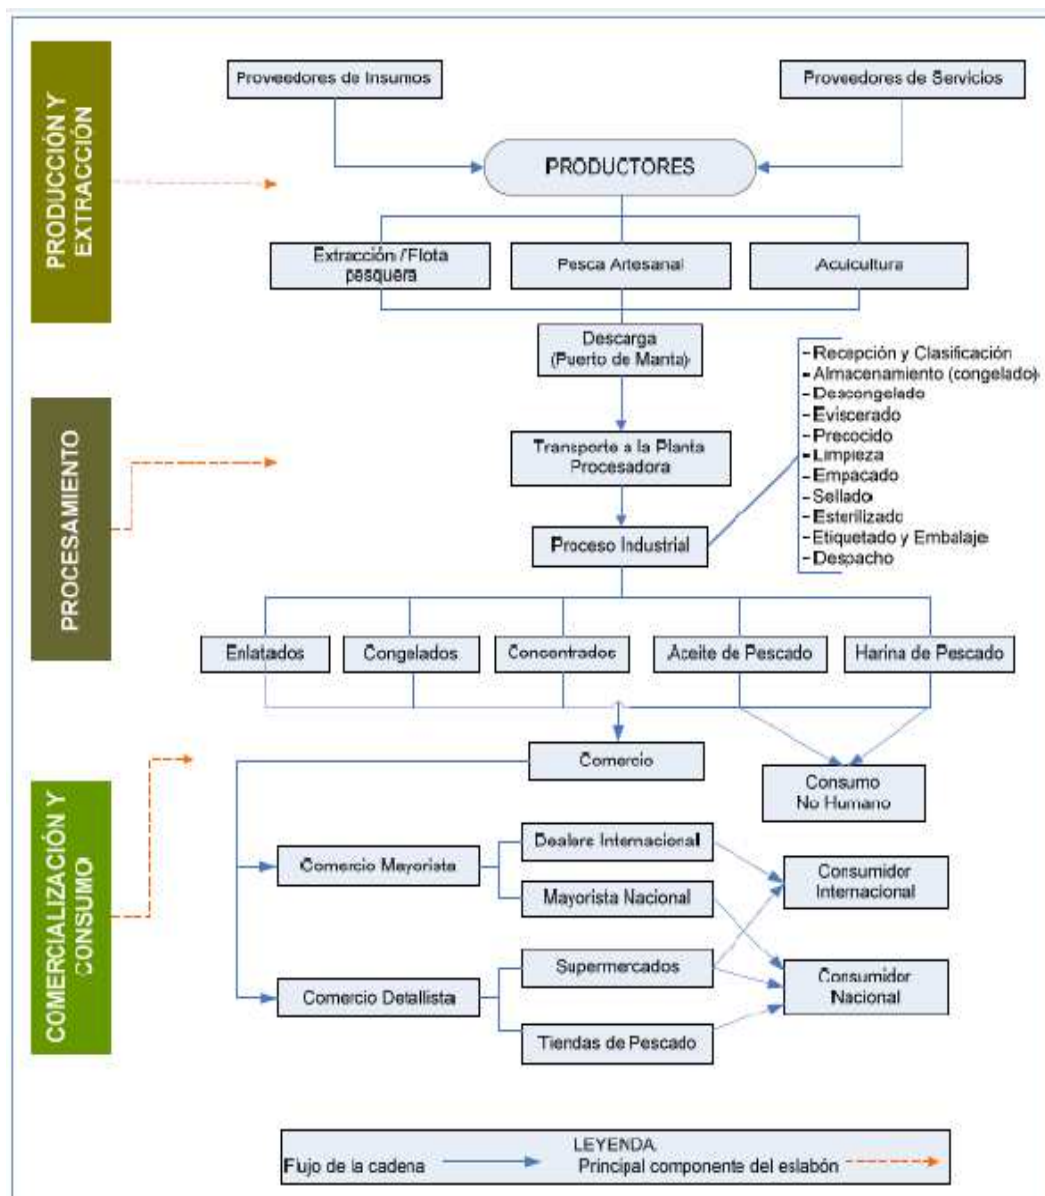 PRODUCCIÓN Y
EXTRACCIÓN
Proveedores de Insumos
Proveedores de Servicios
PRODUCTORES
Extracción /Flota
pesquera
Pesca Artesanal
Acuicultura
Descarga
(Puerto de Manta)
- Recepción y Clasificación
- Almacenamiento (congelado)
- Descongelado
- Eviscerado
- Precocido
- Limpieza
- Empacado
- Sellado
- Esterilizado
- Etiquetado y Embalaje
- Despacho
PROCESAMIENTO
Transporte a la Planta
Procesadora
Proceso Industrial
Enlatados
Congelados
Concentrados
Aceite de Pescado
Harina de Pescado
COMERCIALIZACIÓN Y
CONSUMO
Comercio
Consumo
No Humano
Comercio Mayorista
Dealers Internacional
Mayorista Nacional
Consumidor
Internacional
Comercio Detallista
Supermercados
Tiendas de Pescado
Consumidor
Nacional
LEYENDA
Flujo de la cadena
Principal componente del eslabón